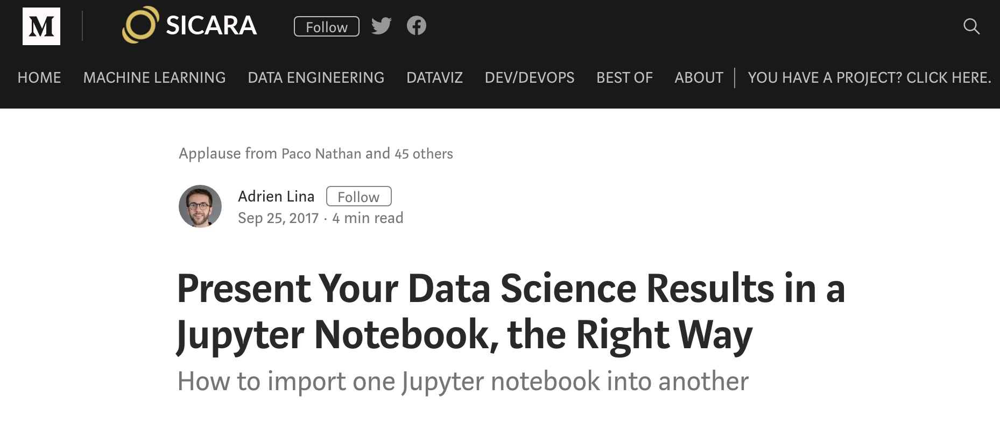 M
SICARA
Follow
HOME MACHINE LEARNING DATA ENGINEERING DATAVIZ DEV/DEVOPS BEST OF ABOUT YOU HAVE A PROJECT? CLICK HERE.
Applause from Paco Nathan and 45 others
Adrien Lina Follow
Sep 25, 2017 · 4 min read
Present Your Data Science Results in a
Jupyter Notebook, the Right Way
How to import one Jupyter notebook into another